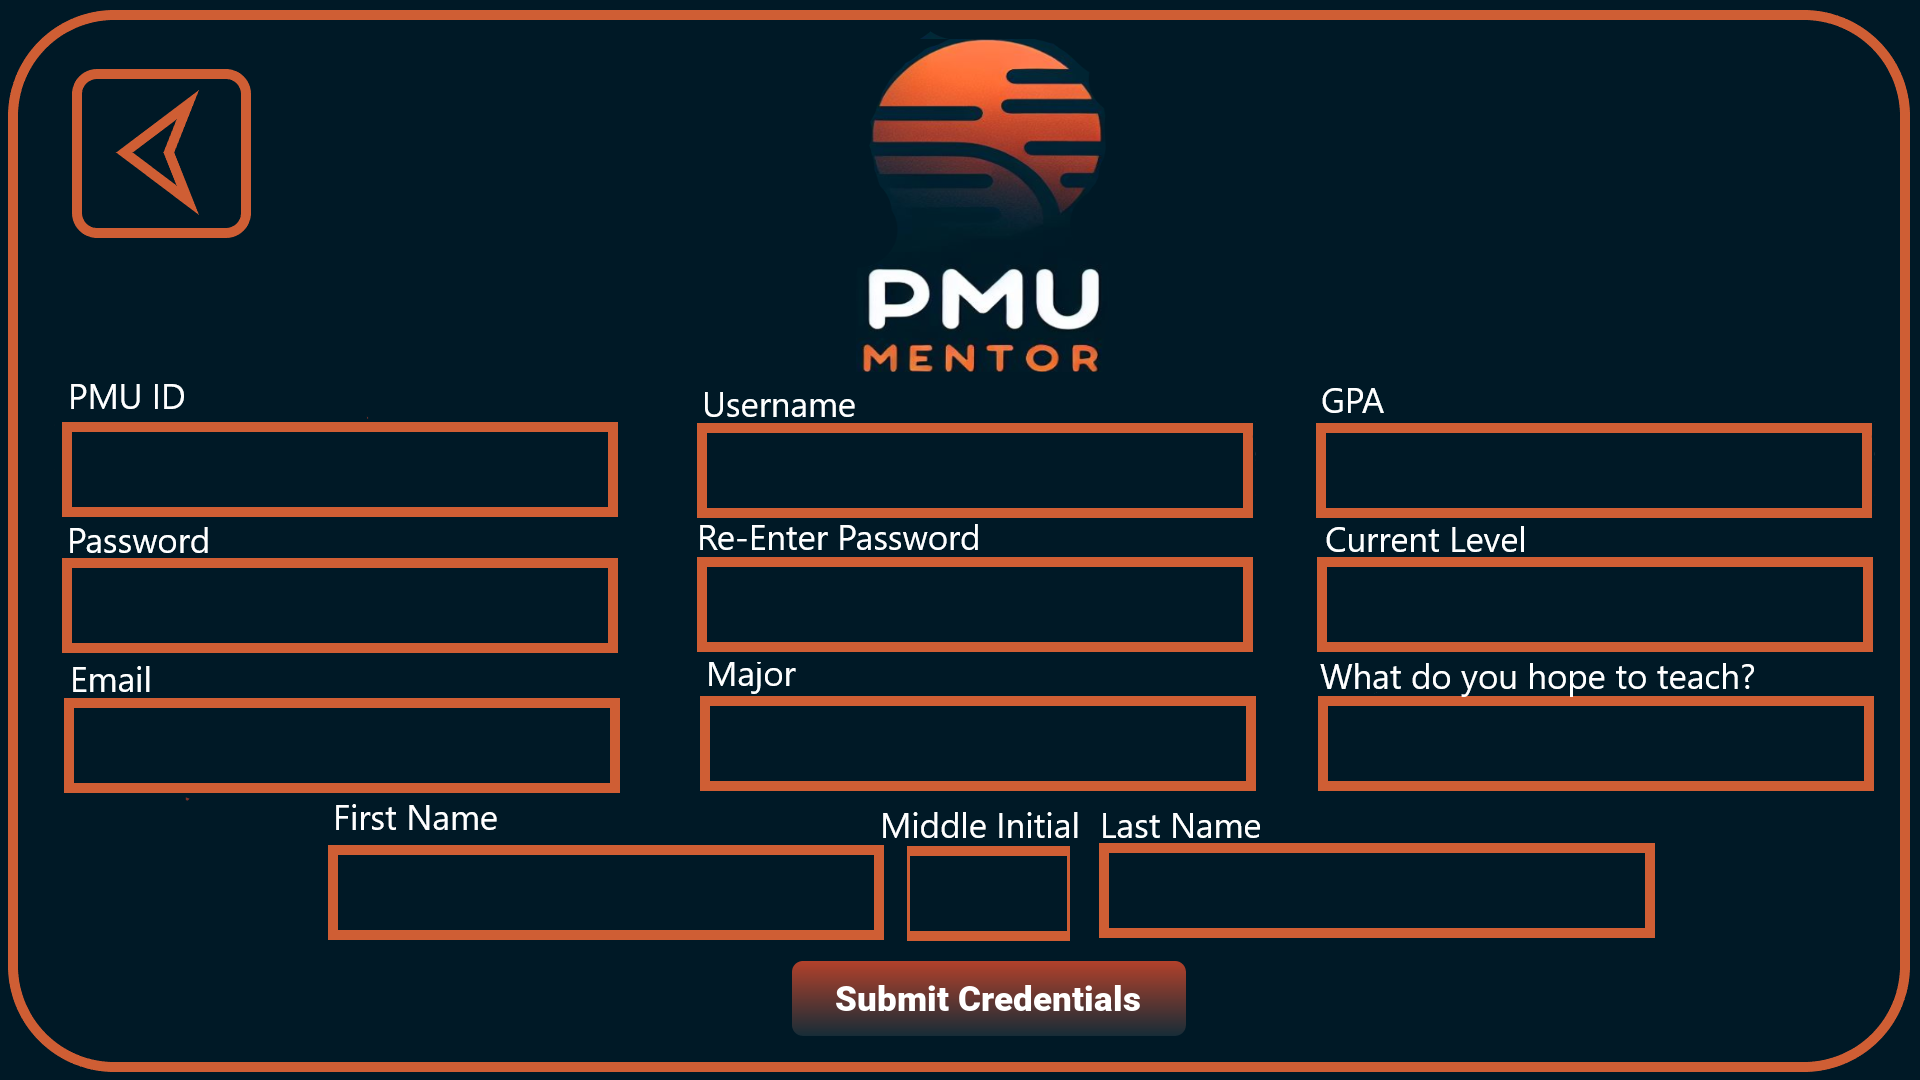 PMU
MENTOR
PMU ID
Username
GPA
Password
Re-Enter Password
Current Level
Email
Major
What do you hope to teach?
First Name
Middle Initial
Last Name
Submit Credentials